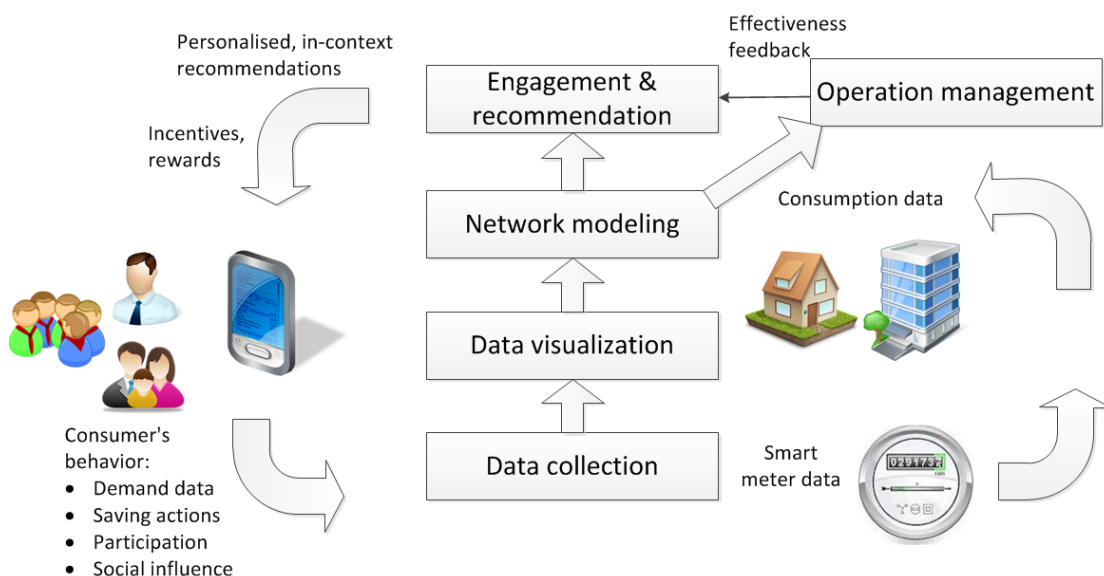 Personalised, in-context
recommendations
Incentives,
rewards
Effectiveness
feedback
Engagement &
recommendation
Operation management
Network modeling
Consumption data
Data visualization
Data collection
Smart
meter data
0291732
Consumer's
behavior:
• Demand data
• Saving actions
• Participation
• Social influence